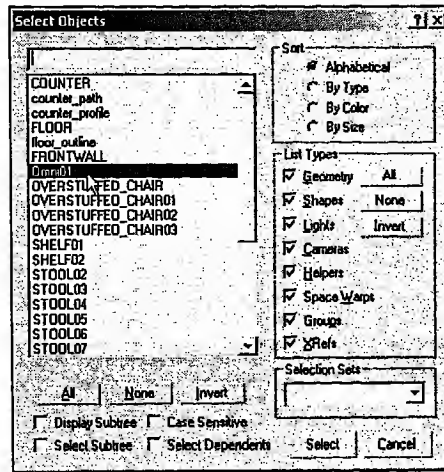 Select Objects
COUNTER
counter_path
counter_profile
FLOOR
floor_outline
FRONTWALL
Omni01
OVERSTUFFED_CHAIR
OVERSTUFFED_CHAIR01
OVERSTUFFED_CHAIR02
OVERSTUFFED_CHAIR03
SHELF01
SHELF02
STOOL02
STOOL03
STOOL04
STOOL05
STOOL06
STOOL07
All None Invert
Display Subtree Case Sensitive
Select Subtree Select Dependents
Sort
Alphabetical
By Type
By Color
By Size
List Types
Geometry All
Shapes None
Lights Invert
Cameras
Helpers
Space Warps
Groups
XRefs
Selection Sets
Select Cancel